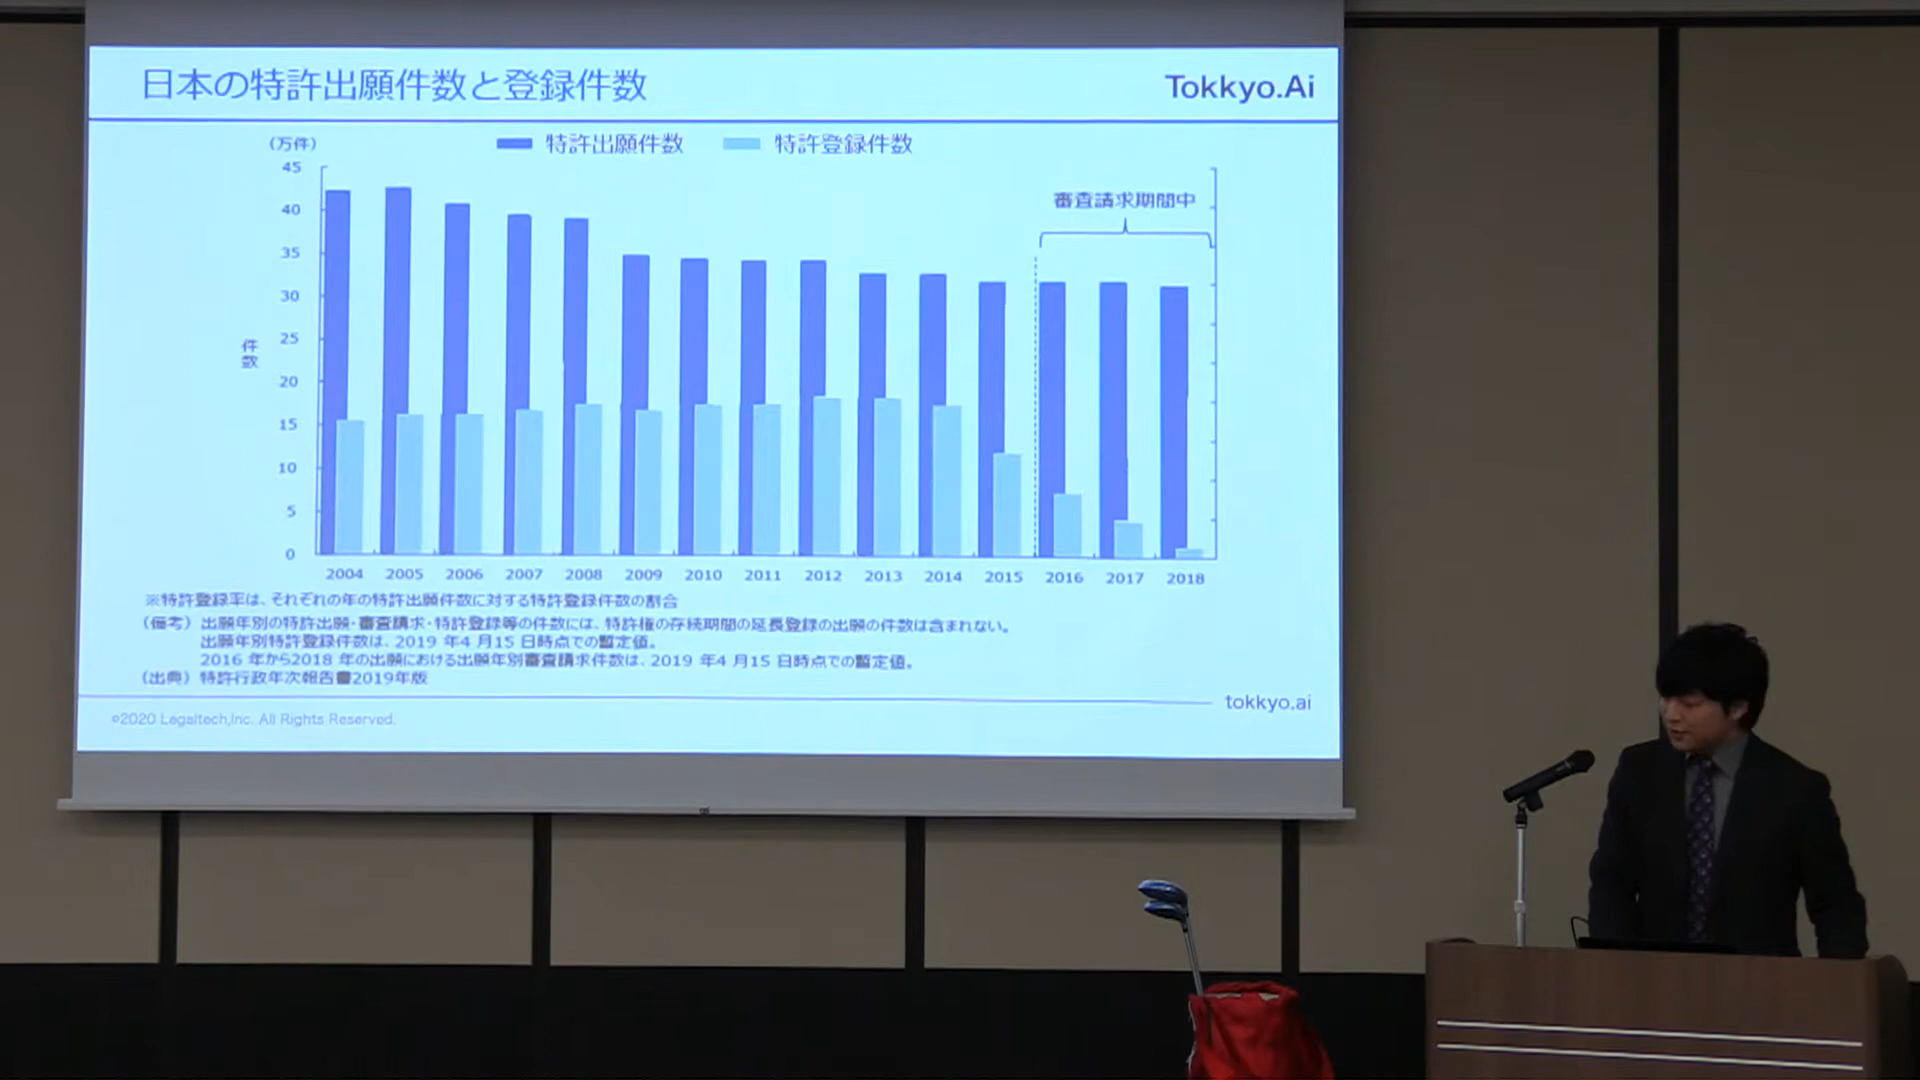 日本の特許出願件数と登録件数
Tokkyo.Ai
(万件)
特許出願件数 特許登録件数
45
40
35
30
25
20
15
10
5
0
件数
審査請求期間中
2004 2005 2006 2007 2008 2009 2010 2011 2012 2013 2014 2015 2016 2017 2018
※特許登録率は、それぞれの年の特許出願件数に対する特許登録件数の割合
(備考) 出願年別の特許出願・審査請求・特許登録等の件数には、特許権の存続期間の延長登録の出願の件数は含まれない。
出願年別特許登録件数は、2019 年4 月15 日時点での暫定値。
2016 年から2018 年の出願における出願年別審査請求件数は、2019 年4 月15 日時点での暫定値。
(出典) 特許行政年次報告書2019年版
tokkyo.ai
©2020 Legaltech,Inc. All Rights Reserved.